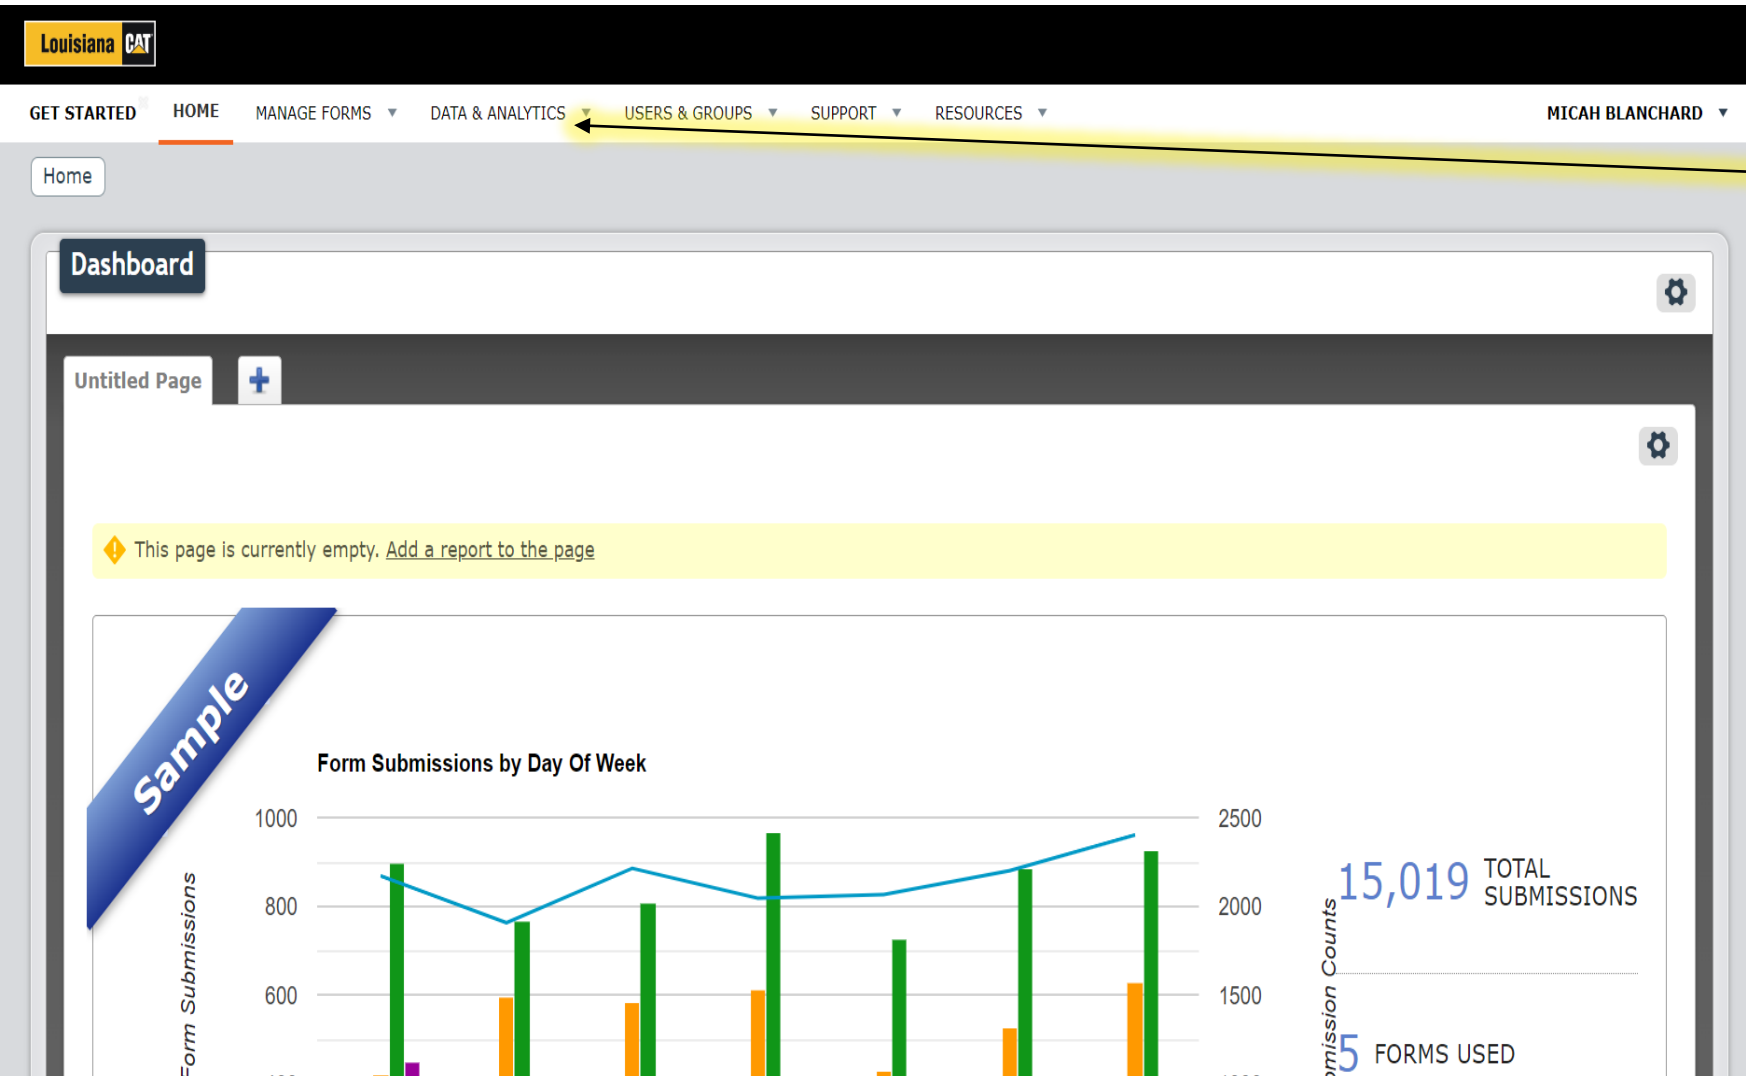 Louisiana CAT
GET STARTED HOME MANAGE FORMS DATA & ANALYTICS USERS & GROUPS SUPPORT RESOURCES MICAH BLANCHARD
Home
Dashboard
Untitled Page
This page is currently empty. Add a report to the page
Sample
Form Submissions by Day Of Week
1000
800
600
Form Submissions
2500
2000
1500
Counts
15,019 TOTAL
SUBMISSIONS
5 FORMS USED